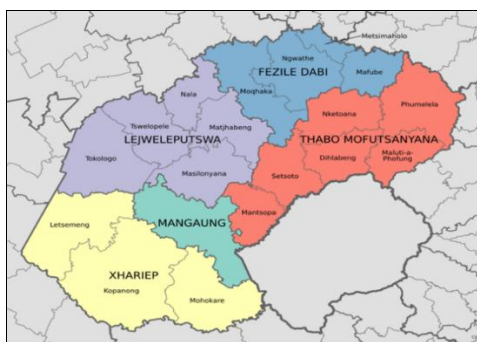 Metsimaholo
Ngwathe
FEZILE DABI
Mafube
Nala
Moqhaka
Phumelela
Nketoana
Tswelopele
Matjhabeng
LEJWELEPUTSWA
THABO MOFUTSANYANA
Tokologo
Dihlabeng
Maluti-a-
Phofung
Masilonyana
Setsoto
Mantsopa
Letsemeng
MANGAUNG
XHARIEP
Kopanong
Mohokare